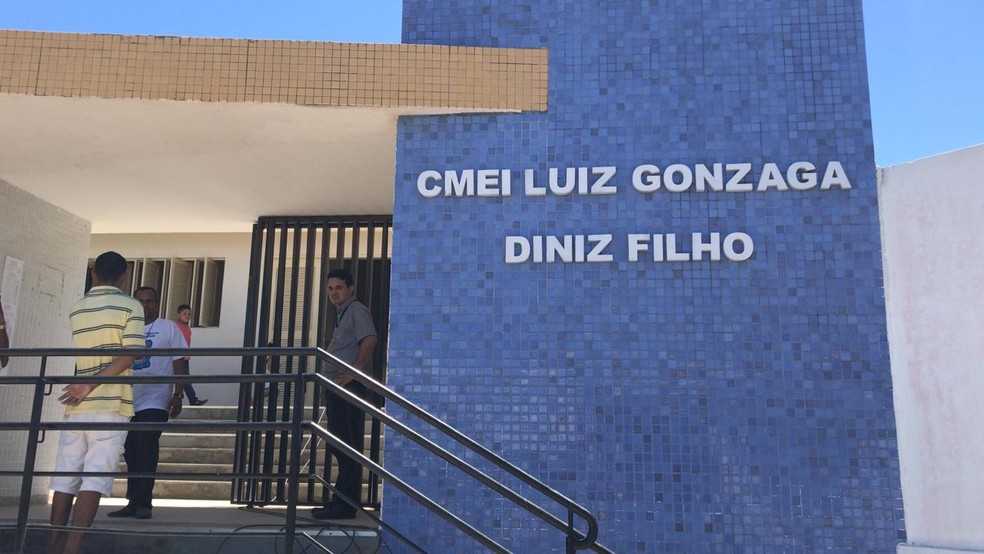 CMEI LUIZ GONZAGA
DINIZ FILHO